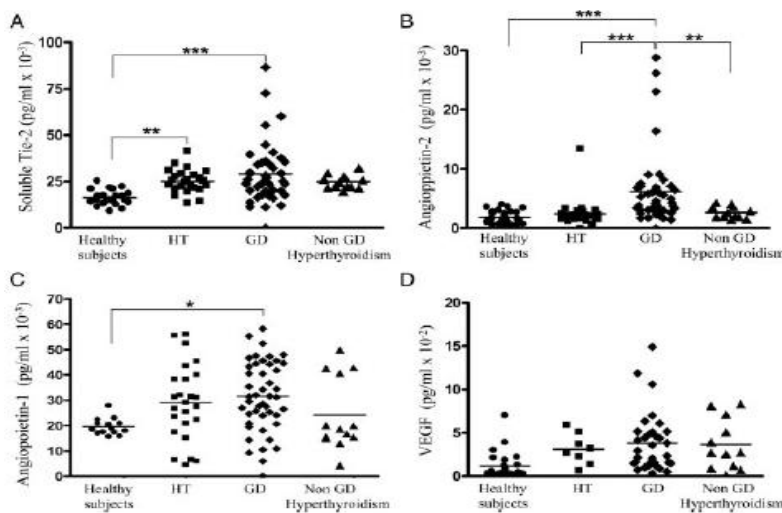 A
Soluble Tie-2 (pg/ml x 10⁻³)
100
75
50
25
0
**
***
Healthy subjects
HT
GD
Non GD Hyperthyroidism
B
Angioppietin-2 (pg/ml x 10⁻³)
30
20
10
0
***
***
**
Healthy subjects
HT
GD
Non GD Hyperthyroidism
C
Angiopoietin-1 (pg/ml x 10⁻³)
70
60
50
40
30
20
10
0
*
Healthy subjects
HT
GD
Non GD Hyperthyroidism
D
VEGF (pg/ml x 10⁻²)
20
15
10
5
0
Healthy subjects
HT
GD
Non GD Hyperthyroidism